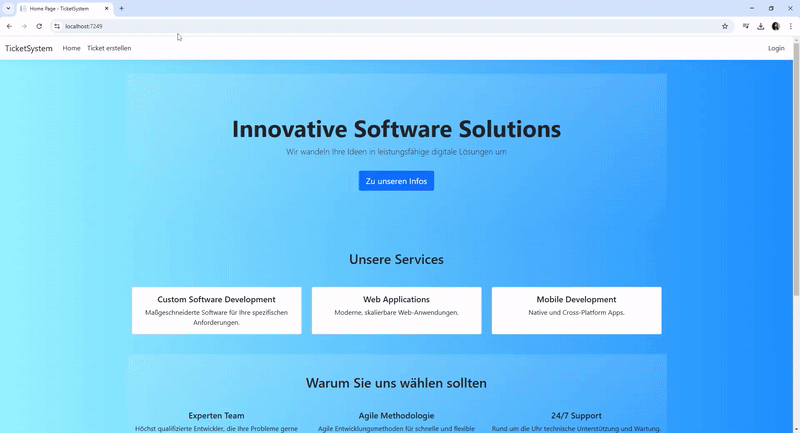 Home Page - TicketSystem
localhost:7249
TicketSystem Home Ticket erstellen Login
Innovative Software Solutions
Wir wandeln Ihre Ideen in leistungsfähige digitale Lösungen um
Zu unseren Infos
Unsere Services
Custom Software Development
Maßgeschneiderte Software für Ihre spezifischen
Anforderungen.
Web Applications
Moderne, skalierbare Web-Anwendungen.
Mobile Development
Native und Cross-Platform Apps.
Warum Sie uns wählen sollten
Experten Team
Höchst qualifizierte Entwickler, die Ihre Probleme gerne
Agile Methodologie
Agile Entwicklungsmethoden für schnelle und flexible
24/7 Support
Rund um die Uhr technische Unterstützung und Wartung.